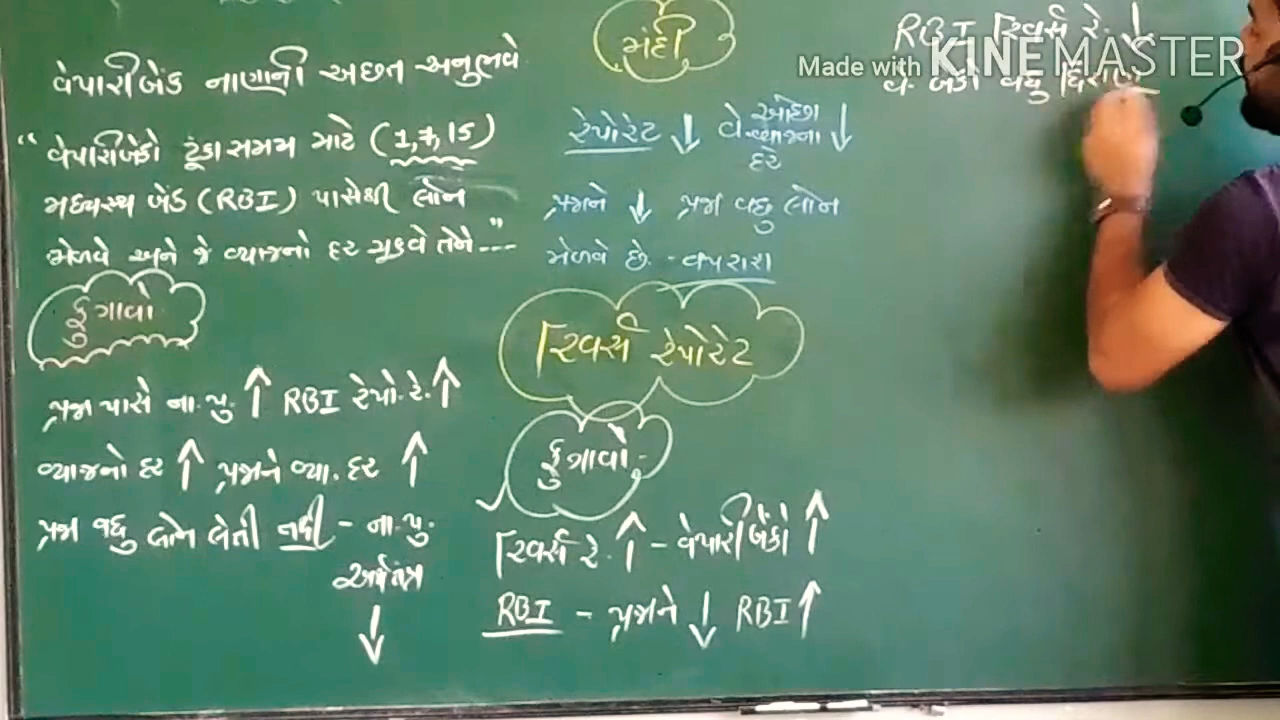 વેપારીબેંક નાણાની અછત અનુભવે
“ વેપારીબેંકો ટૂંકા સમય માટે (1,7,15)
મધ્યસ્થ બેંક (RBI) પાસેથી લોન
મેળવે અને જે વ્યાજનો દર ચૂકવે તેને ---”
ફુગાવો
પ્રજા પાસે ના.પુ. ↑ RBI રેપો.રે. ↑
વ્યાજનો દર ↑ પ્રજાને વ્યા. દર ↑
પ્રજા વધુ લોન લેતી નથી - ના.પુ.
અર્થતંત્ર
↓
મંદી
રેપોરેટ ↓ વે ઓછા વ્યાજના દરે ↓
પ્રજાને ↓ પ્રજા વધુ લોન
મેળવે છે. - વપરાશ
રિવર્સ રેપોરેટ
ફુગાવો.
રિવર્સ રે. ↑ - વેપારીબેંકો ↑
RBI - પ્રજાને ↓ RBI ↑
RBI રિવર્સ રે. ↓
વે. બેંકો વધુ ધિરાણ
Made with KINEMASTER